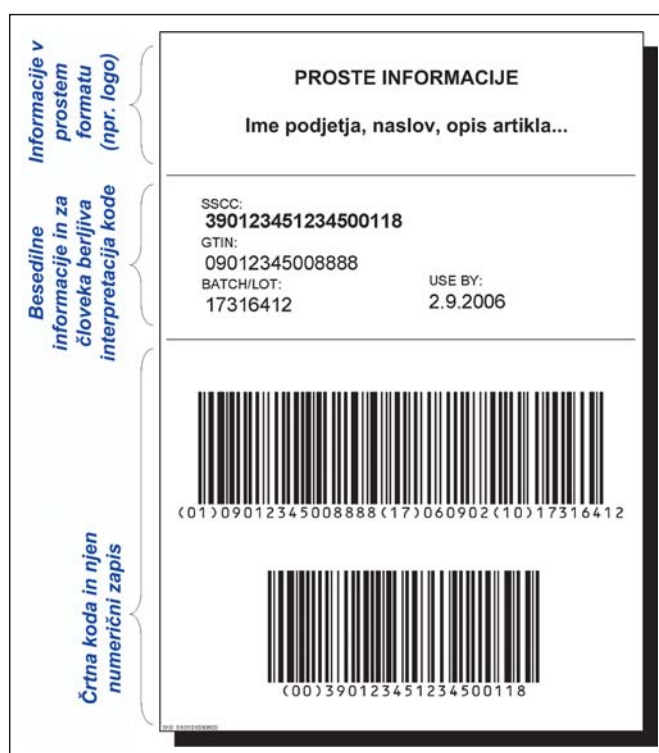 Informacije v
prostem
formatu
(npr. logo)
PROSTE INFORMACIJE
Ime podjetja, naslov, opis artikla...
Besedilne
informacije in za
človeka berljiva
interpretacija kode
SSCC:
390123451234500118
GTIN:
09012345008888
BATCH/LOT:
17316412
USE BY:
2.9.2006
Črtna koda in njen
numerični zapis
(01)09012345008888(17)060902(10)17316412
(00)390123451234500118